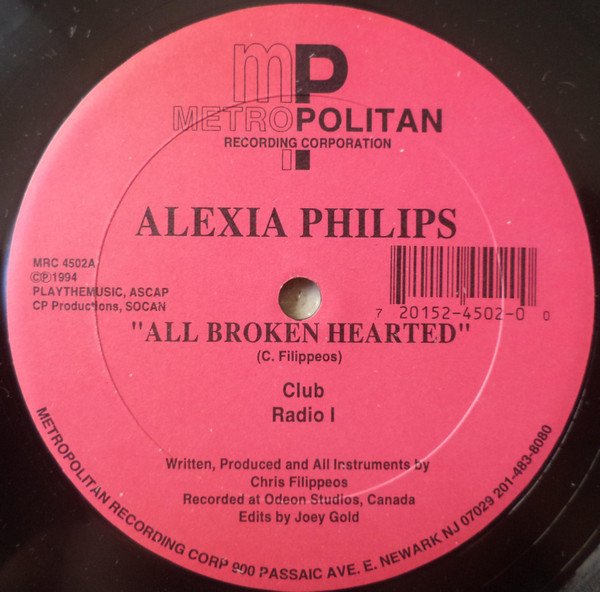 mP
METROPOLITAN
RECORDING CORPORATION
ALEXIA PHILIPS
MRC 4502A
©℗1994
PLAYTHEMUSIC, ASCAP
CP Productions, SOCAN
7 20152-4502-0 0
"ALL BROKEN HEARTED"
(C. Filippeos)
Club
Radio I
Written, Produced and All Instruments by
Chris Filippeos
Recorded at Odeon Studios, Canada
Edits by Joey Gold
METROPOLITAN RECORDING CORP 900 PASSAIC AVE. E. NEWARK NJ 07029 201-483-8080